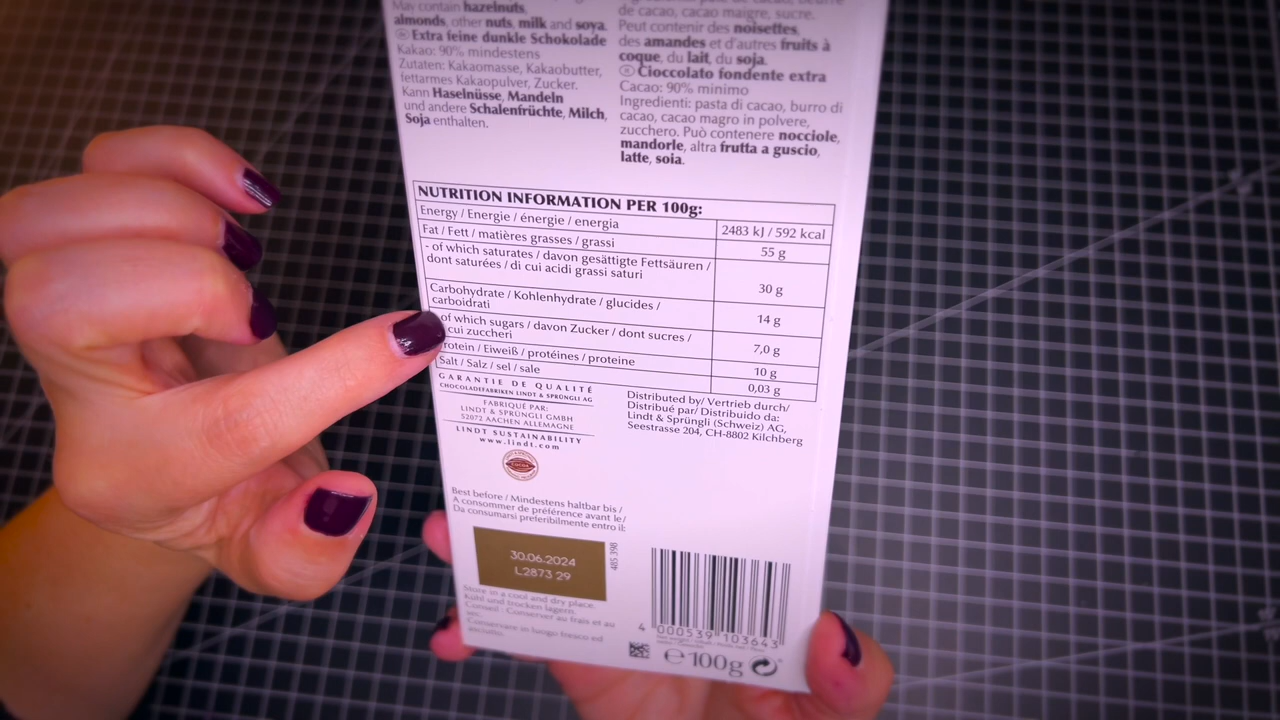 May contain hazelnuts,
almonds, other nuts, milk and soya.
Extra feine dunkle Schokolade
Kakao: 90% mindestens
Zutaten: Kakaomasse, Kakaobutter,
fettarmes Kakaopulver, Zucker.
Kann Haselnüsse, Mandeln
und andere Schalenfrüchte, Milch,
Soja enthalten.
de cacao, cacao maigre, sucre.
Peut contenir des noisettes,
des amandes et d'autres fruits à
coque, du lait, du soja.
Cioccolato fondente extra
Cacao: 90% minimo
Ingredienti: pasta di cacao, burro di
cacao, cacao magro in polvere,
zucchero. Può contenere nocciole,
mandorle, altra frutta a guscio,
latte, soia.
NUTRITION INFORMATION PER 100g:
Energy / Energie / énergie / energia 2483 kJ / 592 kcal
Fat / Fett / matières grasses / grassi 55 g
- of which saturates / davon gesättigte Fettsäuren /
dont saturées / di cui acidi grassi saturi 30 g
Carbohydrate / Kohlenhydrate / glucides /
carboidrati 14 g
of which sugars / davon Zucker / dont sucres /
cui zuccheri 7,0 g
rotein / Eiweiß / protéines / proteine 10 g
Salt / Salz / sel / sale 0,03 g
GARANTIE DE QUALITÉ
CHOCOLADEFABRIKEN LINDT & SPRÜNGLI AG
FABRIQUÉ PAR:
LINDT & SPRÜNGLI GMBH
52072 AACHEN ALLEMAGNE
LINDT SUSTAINABILITY
www.lindt.com
Distributed by/ Vertrieb durch/
Distribué par/ Distribuido da:
Lindt & Sprüngli (Schweiz) AG,
Seestrasse 204, CH-8802 Kilchberg
Best before / Mindestens haltbar bis /
A consommer de préférence avant le/
Da consumarsi preferibilmente entro il:
30.06.2024
L2873 29
485 398
Store in a cool and dry place.
Kühl und trocken lagern.
Conseil : Conserver au frais et au
sec.
Conservare in luogo fresco ed
asciutto.
4 000539 103643
e 100g